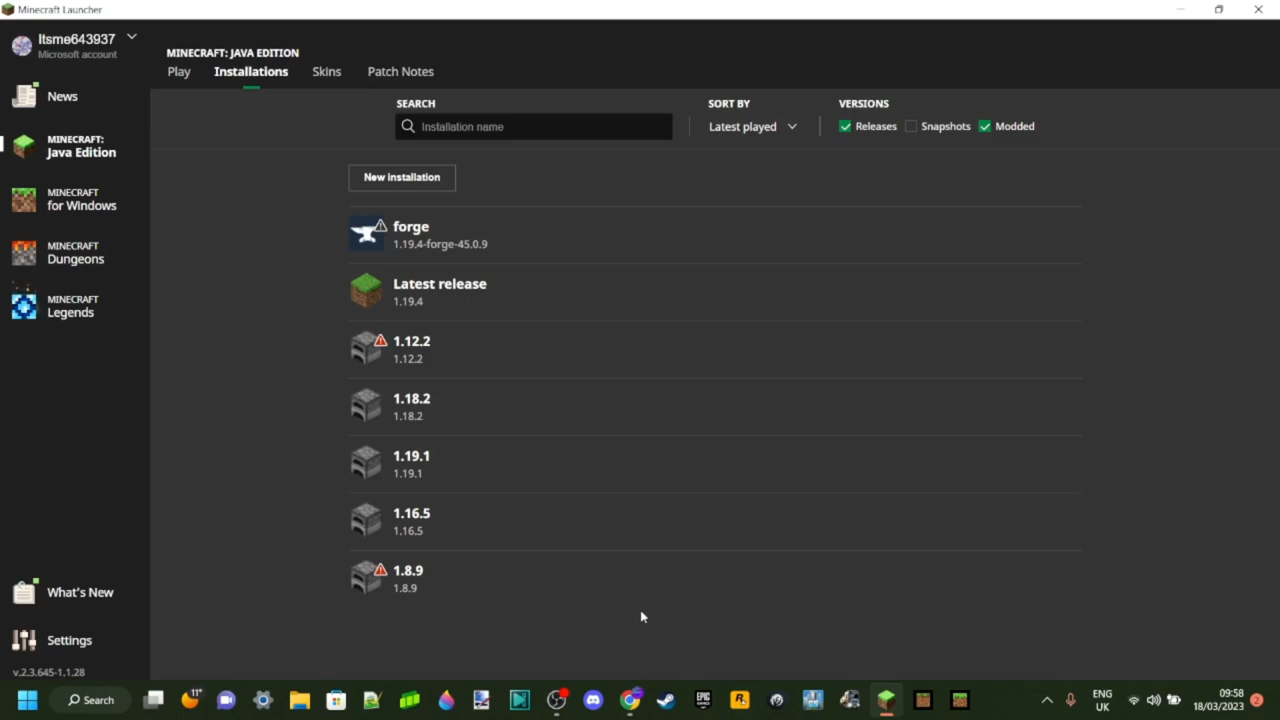 Minecraft Launcher
Itsme643937
Microsoft account
News
MINECRAFT:
Java Edition
MINECRAFT
for Windows
MINECRAFT
Dungeons
MINECRAFT
Legends
What's New
Settings
v.2.3.645-1.1.28
MINECRAFT: JAVA EDITION
Play Installations Skins Patch Notes
SEARCH SORT BY VERSIONS
Installation name Latest played Releases Snapshots Modded
New installation
forge
1.19.4-forge-45.0.9
Latest release
1.19.4
1.12.2
1.12.2
1.18.2
1.18.2
1.19.1
1.19.1
1.16.5
1.16.5
1.8.9
1.8.9
Search 11° EPIC GAMES R ENG 09:58
UK 18/03/2023 2